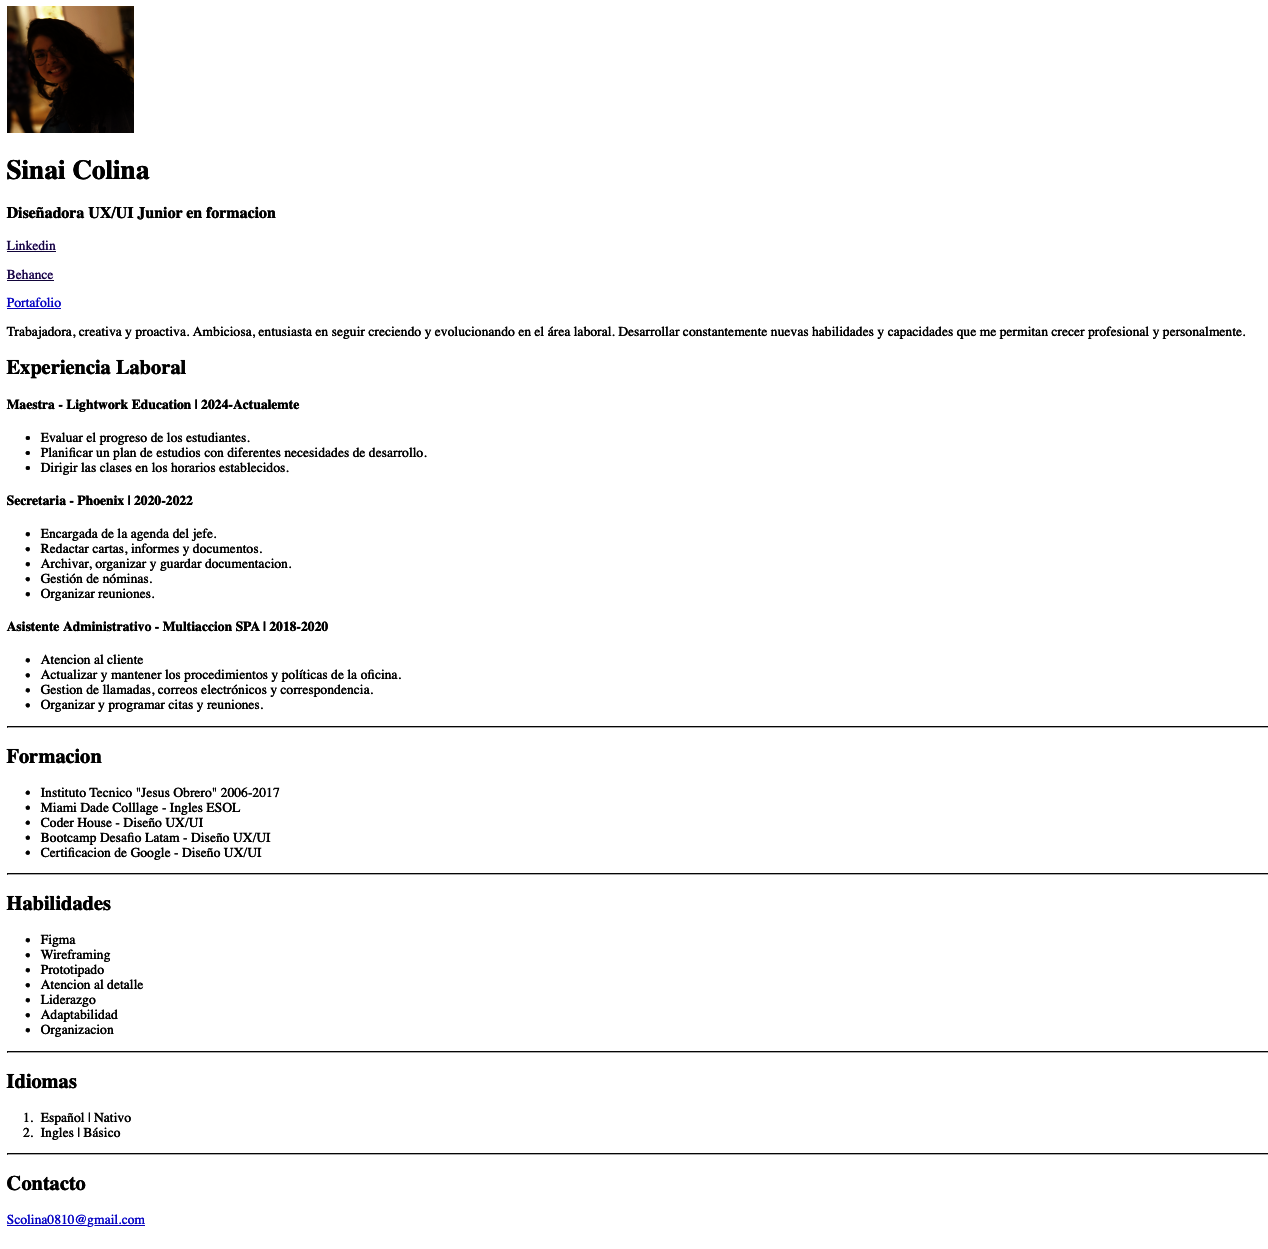 Sinai Colina
Diseñadora UX/UI Junior en formacion
Linkedin
Behance
Portafolio
Trabajadora, creativa y proactiva. Ambiciosa, entusiasta en seguir creciendo y evolucionando en el área laboral. Desarrollar constantemente nuevas habilidades y capacidades que me permitan crecer profesional y personalmente.
Experiencia Laboral
Maestra - Lightwork Education | 2024-Actualemte
• Evaluar el progreso de los estudiantes.
• Planificar un plan de estudios con diferentes necesidades de desarrollo.
• Dirigir las clases en los horarios establecidos.
Secretaria - Phoenix | 2020-2022
• Encargada de la agenda del jefe.
• Redactar cartas, informes y documentos.
• Archivar, organizar y guardar documentacion.
• Gestión de nóminas.
• Organizar reuniones.
Asistente Administrativo - Multiaccion SPA | 2018-2020
• Atencion al cliente
• Actualizar y mantener los procedimientos y políticas de la oficina.
• Gestion de llamadas, correos electrónicos y correspondencia.
• Organizar y programar citas y reuniones.
Formacion
• Instituto Tecnico "Jesus Obrero" 2006-2017
• Miami Dade Colllage - Ingles ESOL
• Coder House - Diseño UX/UI
• Bootcamp Desafio Latam - Diseño UX/UI
• Certificacion de Google - Diseño UX/UI
Habilidades
• Figma
• Wireframing
• Prototipado
• Atencion al detalle
• Liderazgo
• Adaptabilidad
• Organizacion
Idiomas
1. Español | Nativo
2. Ingles | Básico
Contacto
Scolina0810@gmail.com